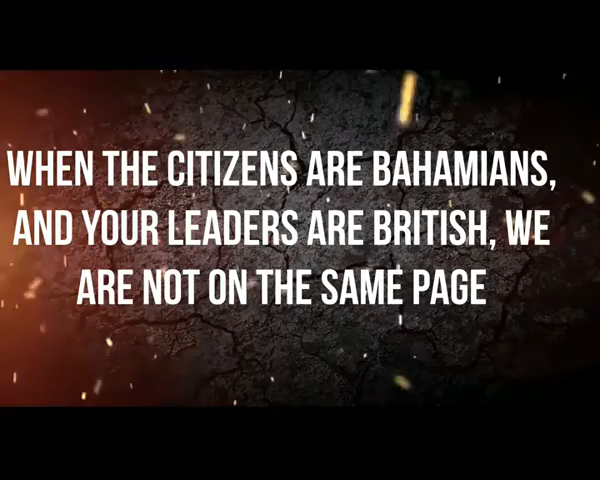 WHEN THE CITIZENS ARE BAHAMIANS,
AND YOUR LEADERS ARE BRITISH, WE
ARE NOT ON THE SAME PAGE